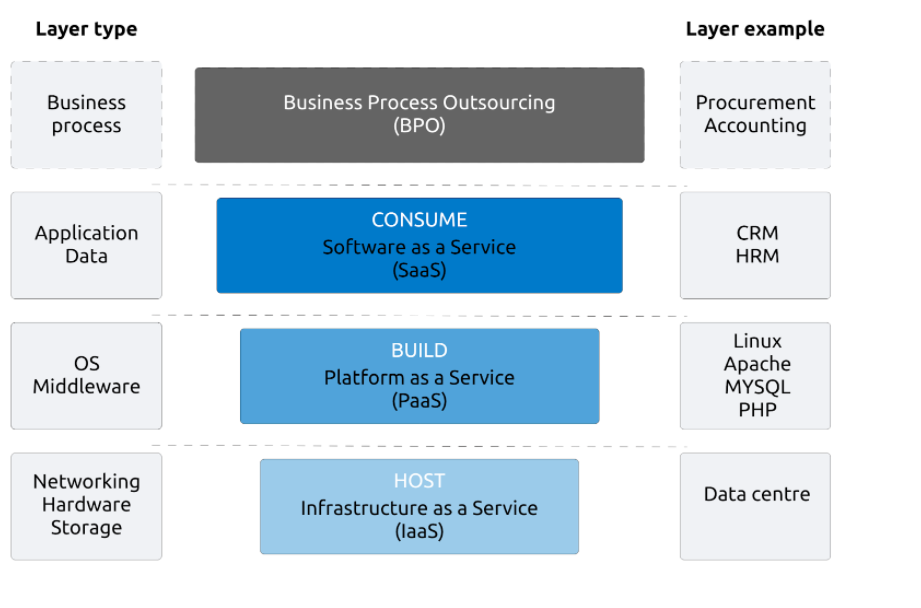 Layer type
Layer example
Business
process
Business Process Outsourcing
(BPO)
Procurement
Accounting
Application
Data
CONSUME
Software as a Service
(SaaS)
CRM
HRM
OS
Middleware
BUILD
Platform as a Service
(PaaS)
Linux
Apache
MYSQL
PHP
Networking
Hardware
Storage
HOST
Infrastructure as a Service
(IaaS)
Data centre